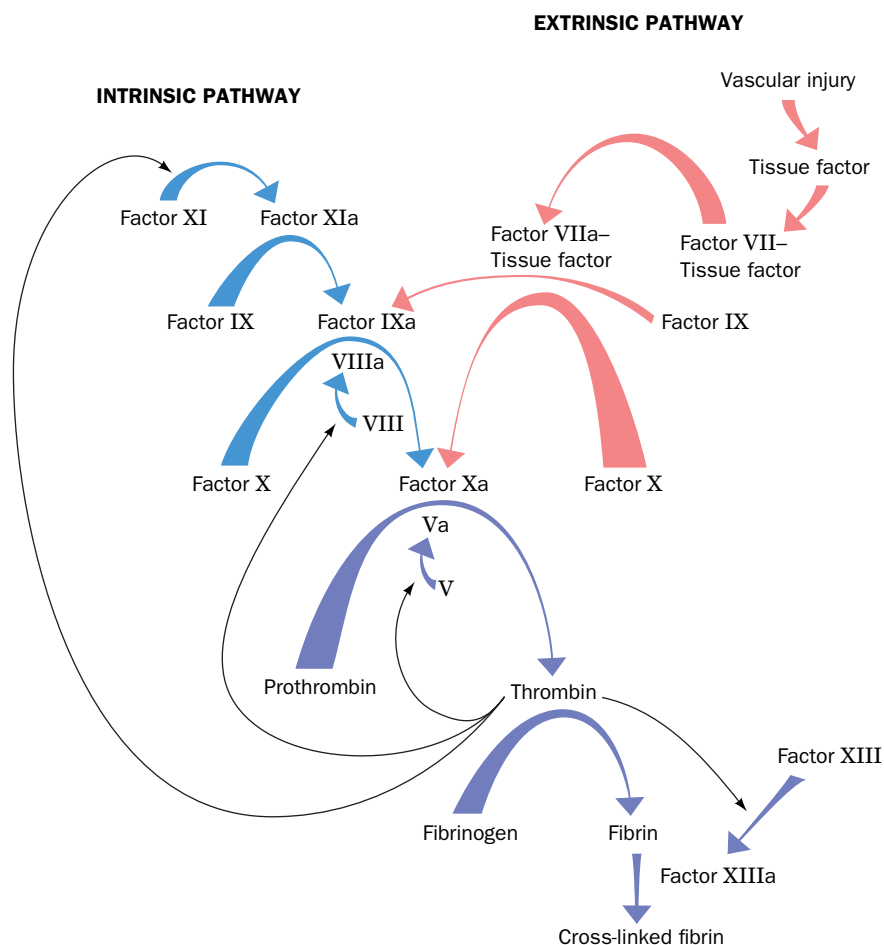 EXTRINSIC PATHWAY
INTRINSIC PATHWAY
Vascular injury
Tissue factor
Factor XI
Factor XIa
Factor VIIa–
Tissue factor
Factor VII–
Tissue factor
Factor IX
Factor IXa
Factor IX
VIIIa
VIII
Factor X
Factor Xa
Factor X
Va
V
Prothrombin
Thrombin
Factor XIII
Fibrinogen
Fibrin
Factor XIIIa
Cross-linked fibrin